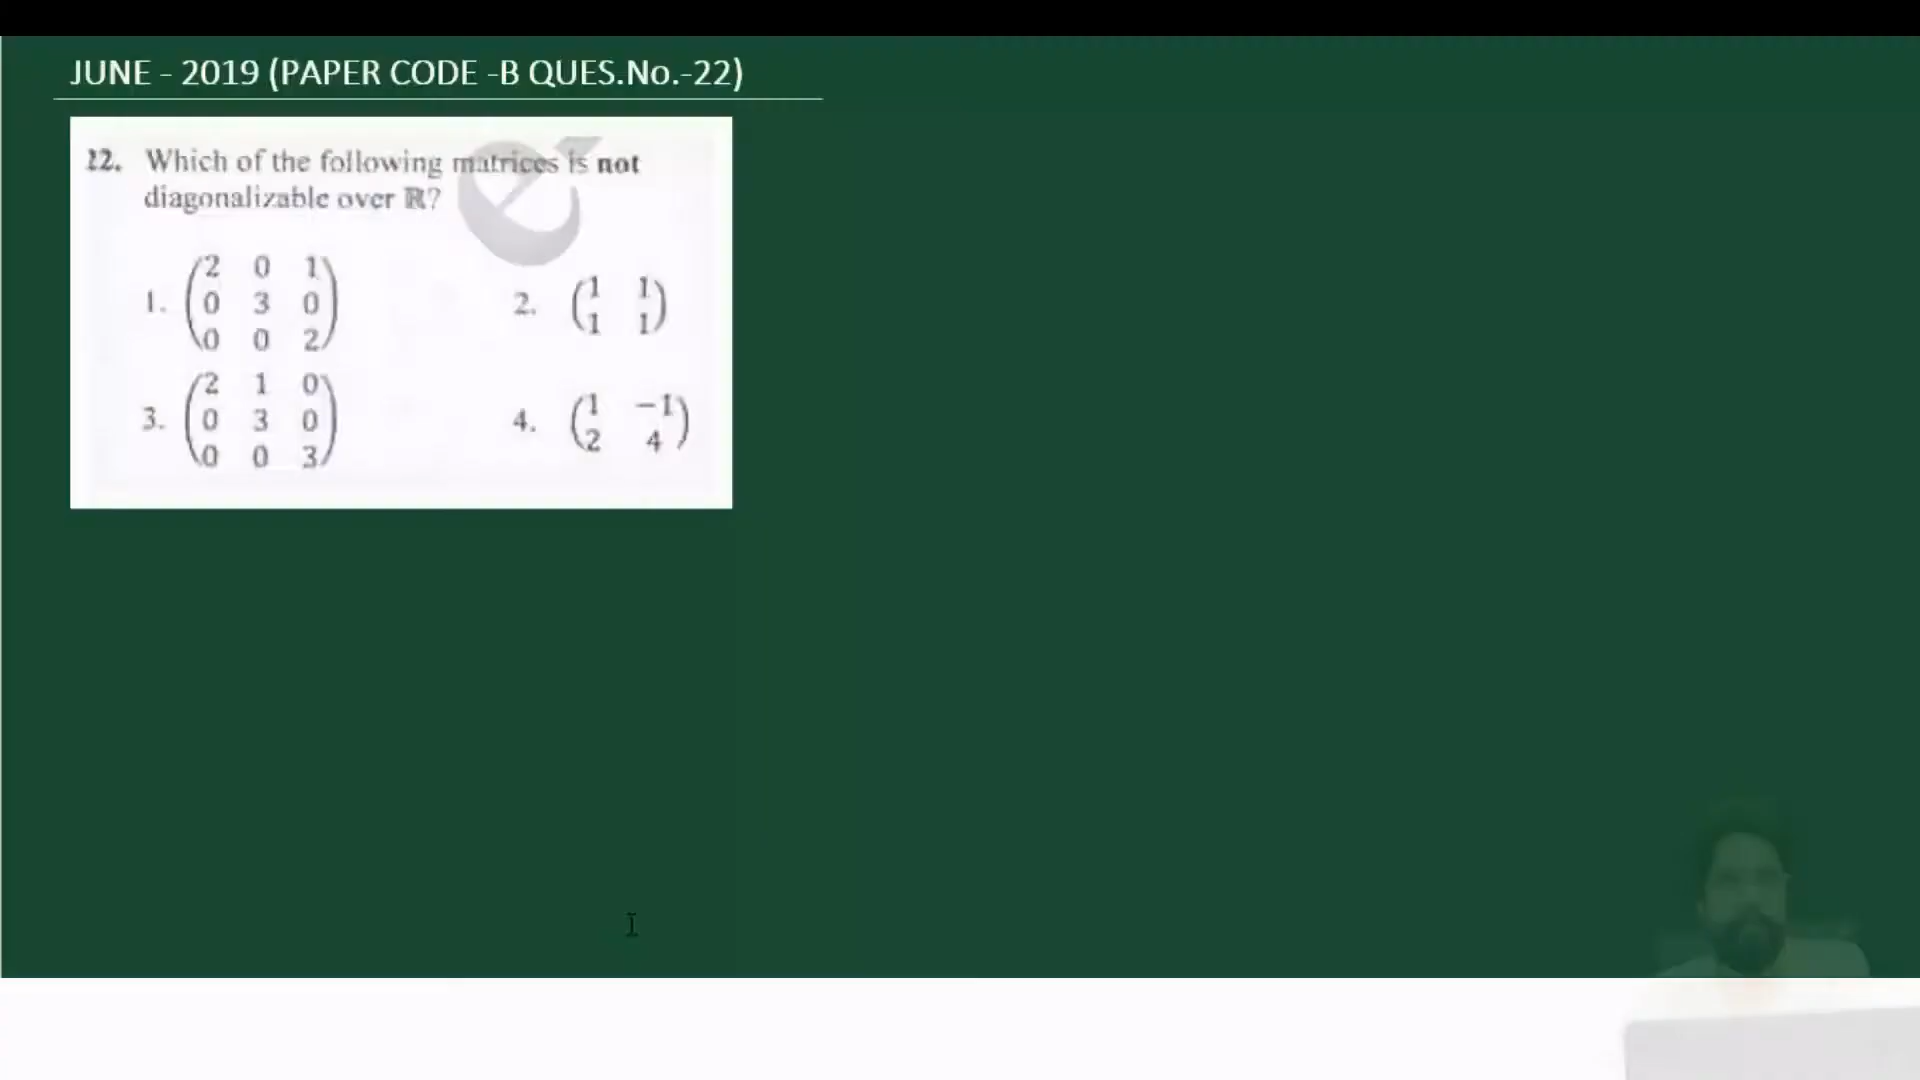 JUNE - 2019 (PAPER CODE -B QUES.No.-22)
22. Which of the following matrices is not
diagonalizable over ℝ?
1. (2 0 1
0 3 0
0 0 2)
2. (1 1
1 1)
3. (2 1 0
0 3 0
0 0 3)
4. (1 -1
2 4)